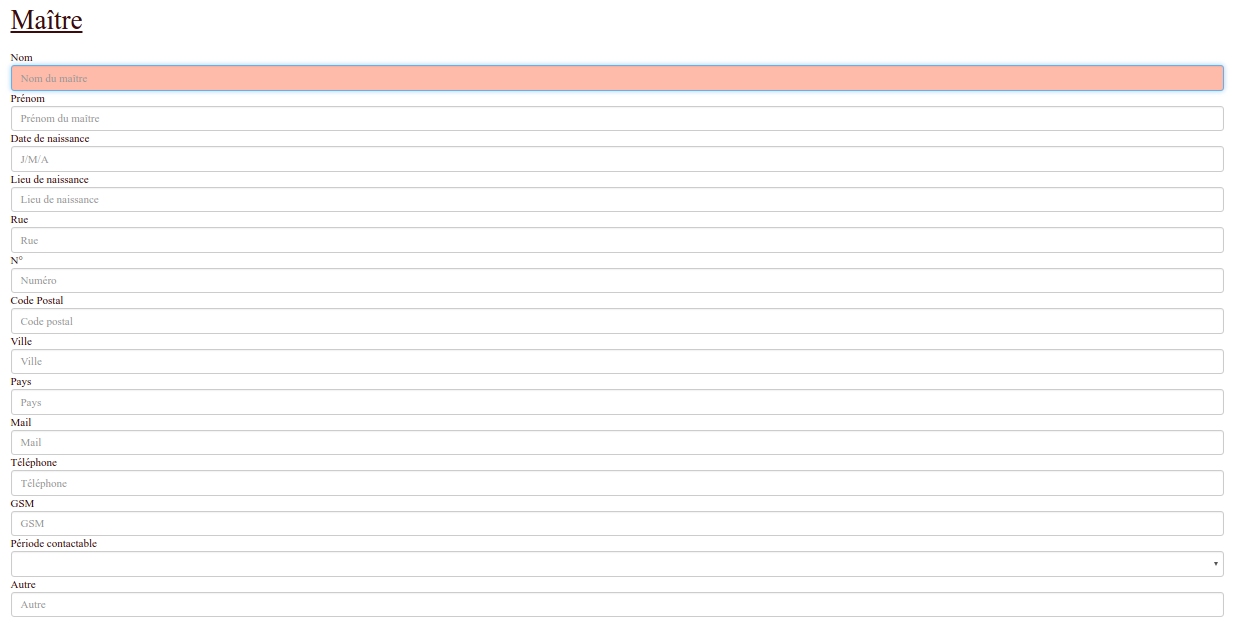 Maître
Nom
Nom du maître
Prénom
Prénom du maître
Date de naissance
J/M/A
Lieu de naissance
Lieu de naissance
Rue
Rue
N°
Numéro
Code Postal
Code postal
Ville
Ville
Pays
Pays
Mail
Mail
Téléphone
Téléphone
GSM
GSM
Période contactable
Autre
Autre